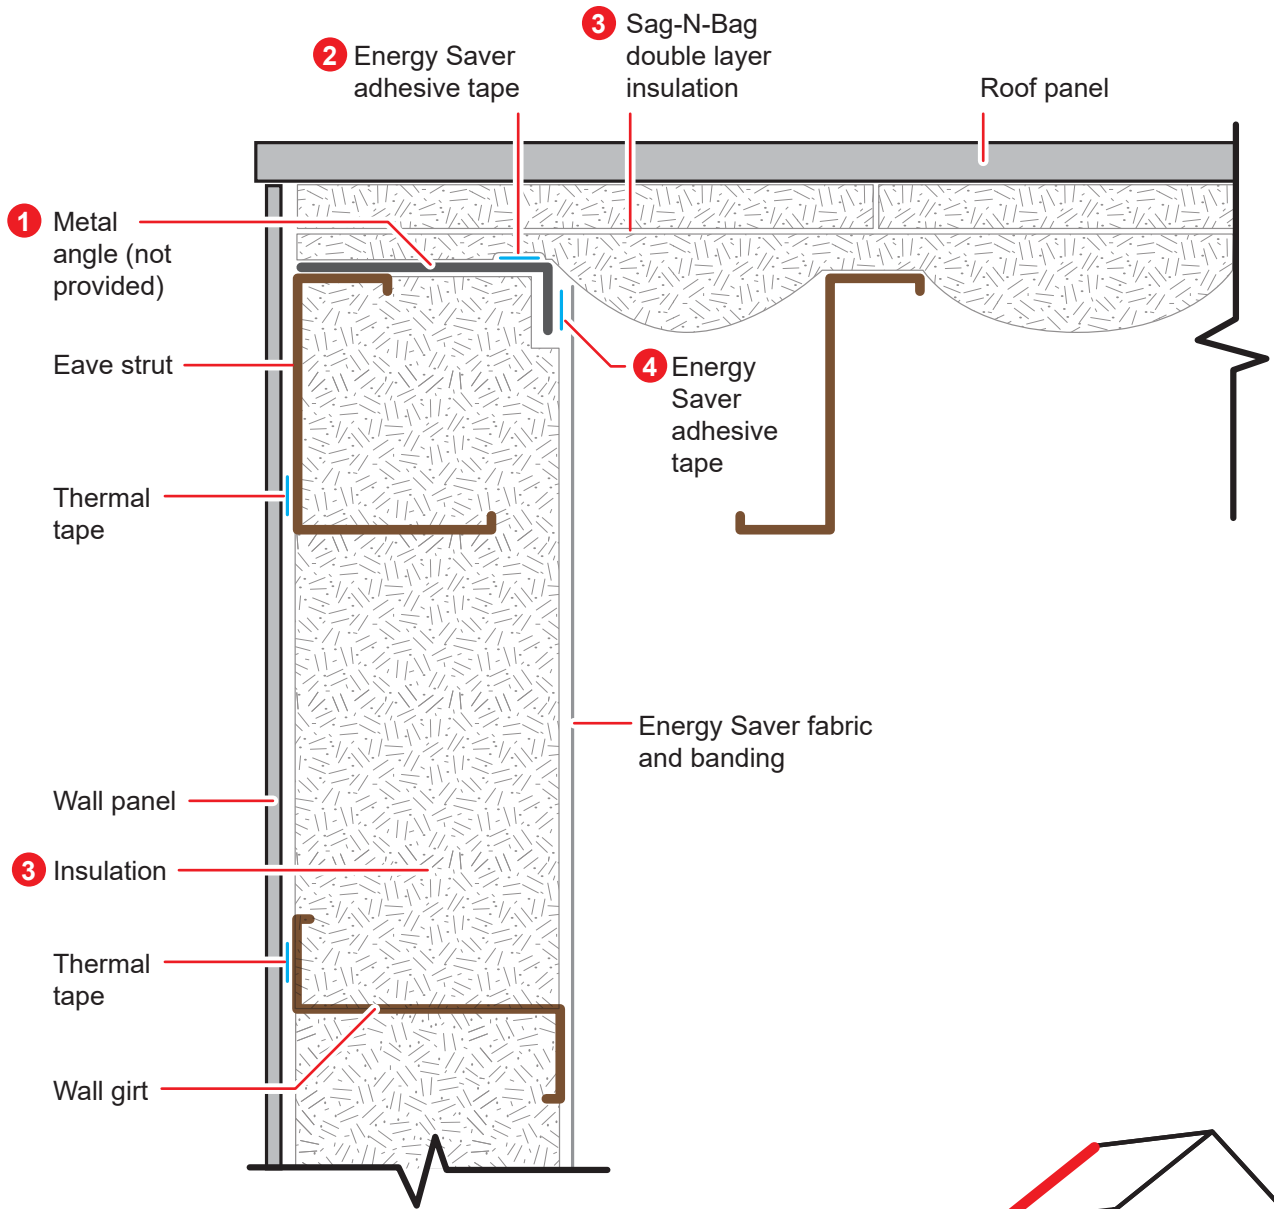 3 Sag-N-Bag
double layer
insulation
2 Energy Saver
adhesive tape
Roof panel
1 Metal
angle (not
provided)
Eave strut
4 Energy
Saver
adhesive
tape
Thermal
tape
Energy Saver fabric
and banding
Wall panel
3 Insulation
Thermal
tape
Wall girt